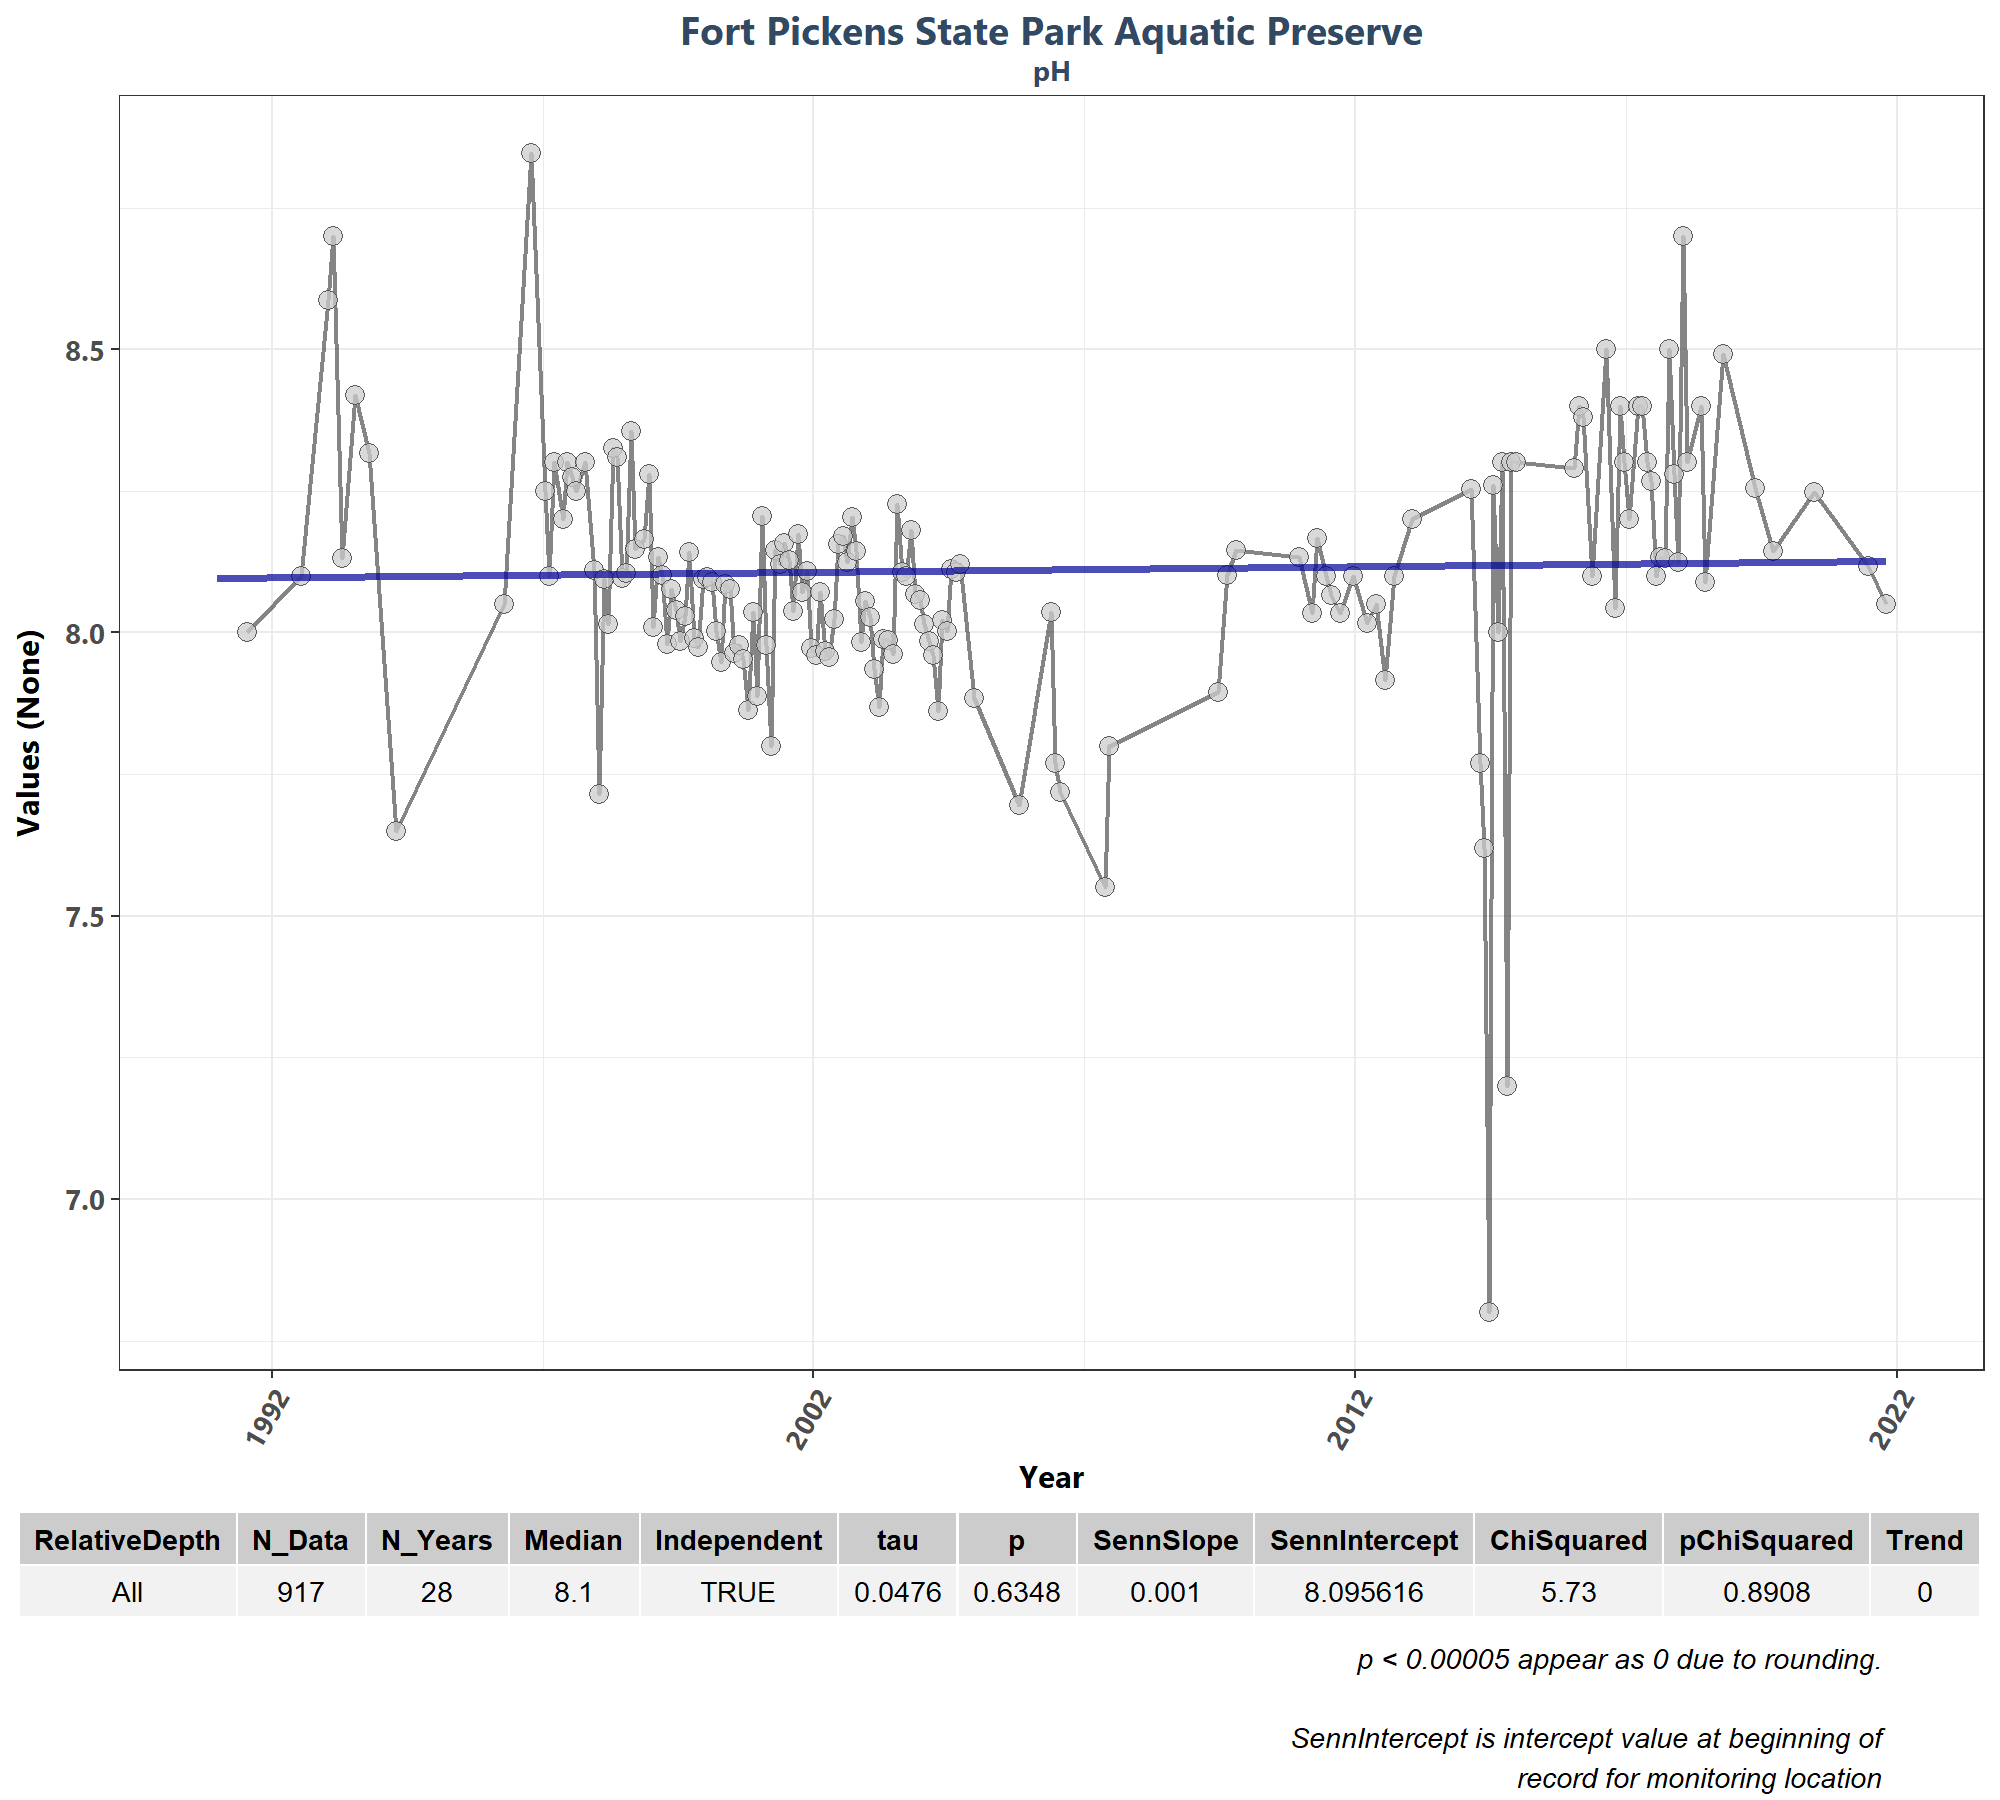 Fort Pickens State Park Aquatic Preserve
pH
Values (None)
8.5
8.0
7.5
7.0
1992 2002 2012 2022
Year
RelativeDepth N_Data N_Years Median Independent tau p SennSlope SennIntercept ChiSquared pChiSquared Trend
All 917 28 8.1 TRUE 0.0476 0.6348 0.001 8.095616 5.73 0.8908 0
p < 0.00005 appear as 0 due to rounding.
SennIntercept is intercept value at beginning of
record for monitoring location